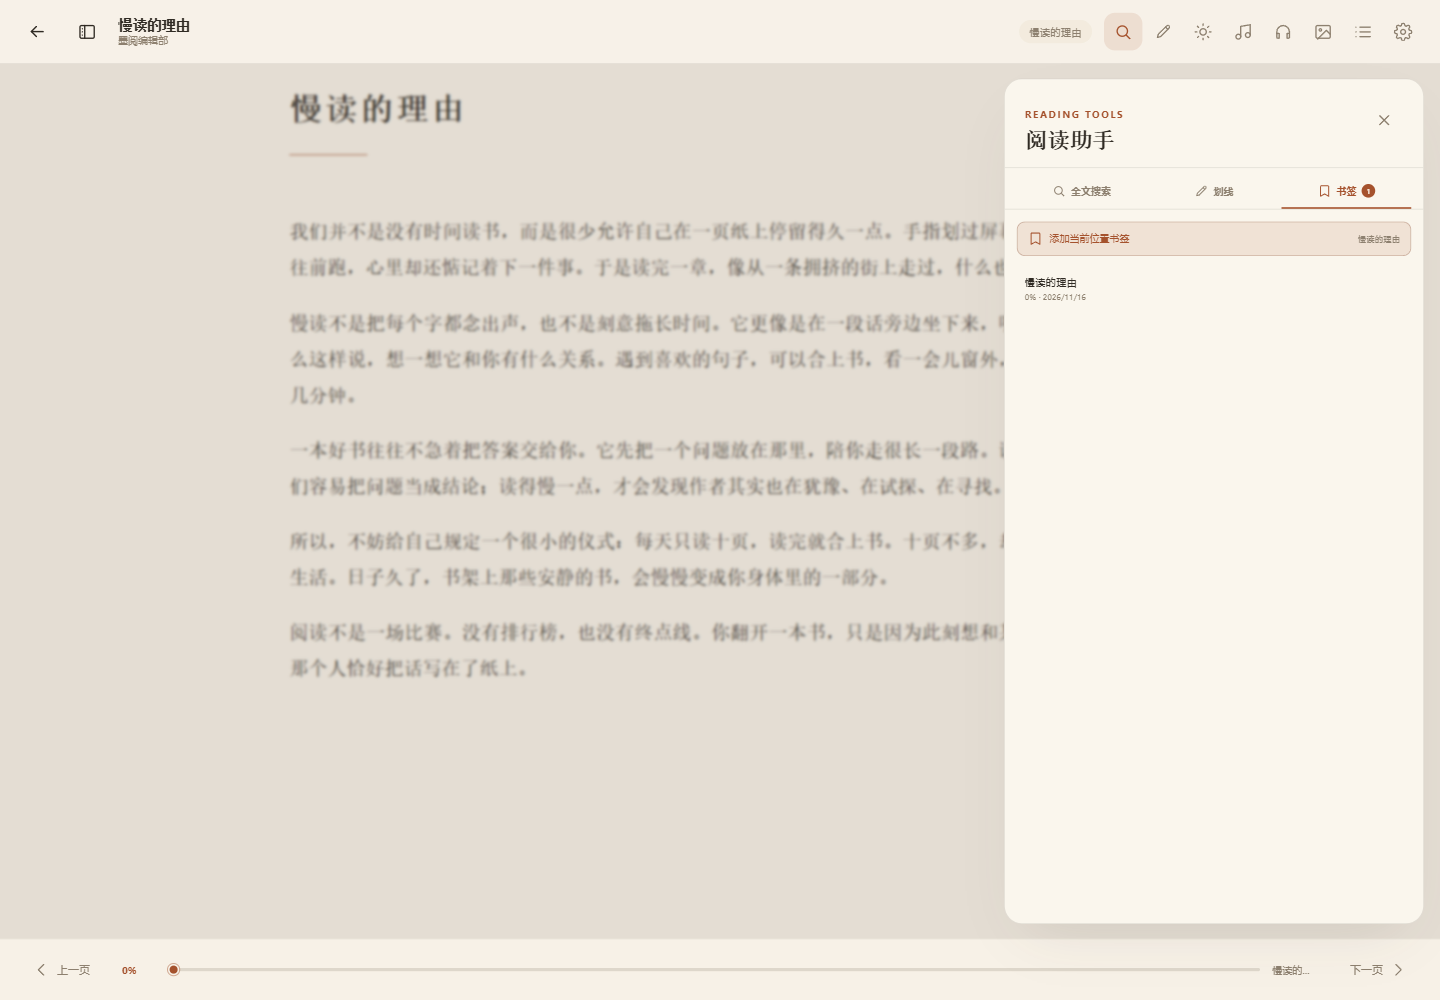 慢读的理由
墨阅编辑部
慢读的理由
慢读的理由
我们并不是没有时间读书，而是很少允许自己在一页纸上停留得久一点。手指划过屏
往前跑，心里却还惦记着下一件事。于是读完一章，像从一条拥挤的街上走过，什么也
慢读不是把每个字都念出声，也不是刻意拖长时间。它更像是在一段话旁边坐下来，
么这样说，想一想它和你有什么关系。遇到喜欢的句子，可以合上书，看一会儿窗外，
几分钟。
一本好书往往不急着把答案交给你。它先把一个问题放在那里，陪你走很长一段路。
们容易把问题当成结论；读得慢一点，才会发现作者其实也在犹豫、在试探、在寻找。
所以，不妨给自己规定一个很小的仪式：每天只读十页，读完就合上书。十页不多，
生活。日子久了，书架上那些安静的书，会慢慢变成你身体里的一部分。
阅读不是一场比赛。没有排行榜，也没有终点线。你翻开一本书，只是因为此刻想和
那个人恰好把话写在了纸上。
READING TOOLS
阅读助手
全文搜索
划线
书签 1
添加当前位置书签
慢读的理由
慢读的理由
0% · 2026/11/16
上一页
0%
慢读的...
下一页